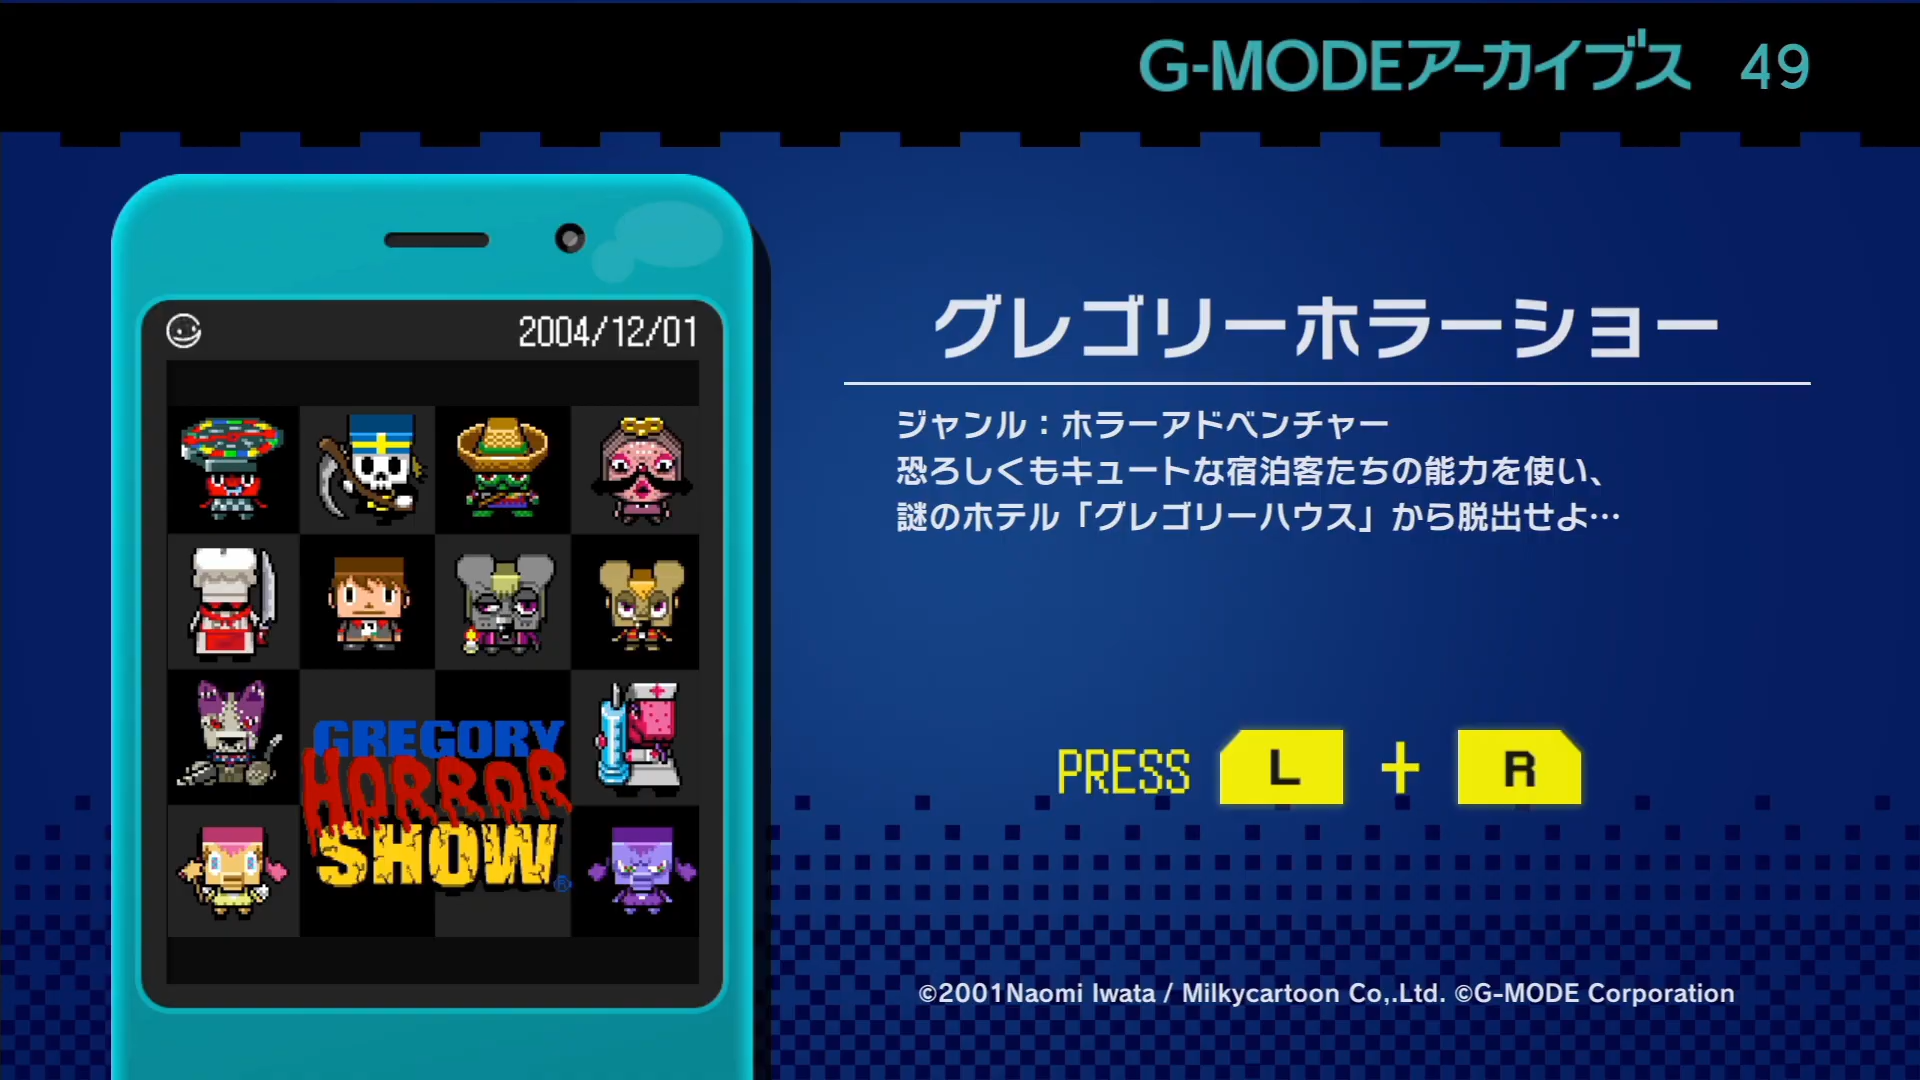 G-MODEアーカイブス 49
2004/12/01
GREGORY
HORROR
SHOW®
グレゴリーホラーショー
ジャンル：ホラーアドベンチャー
恐ろしくもキュートな宿泊客たちの能力を使い、
謎のホテル「グレゴリーハウス」から脱出せよ…
PRESS L + R
©2001Naomi Iwata / Milkycartoon Co,.Ltd. ©G-MODE Corporation